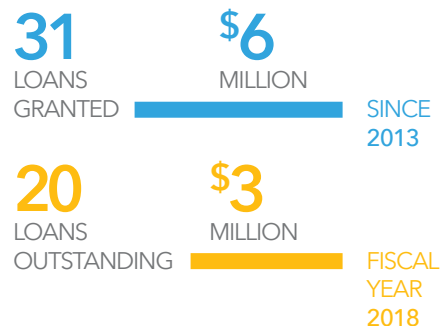 31 $6
LOANS MILLION
GRANTED SINCE
2013
20 $3
LOANS MILLION
OUTSTANDING FISCAL
YEAR
2018